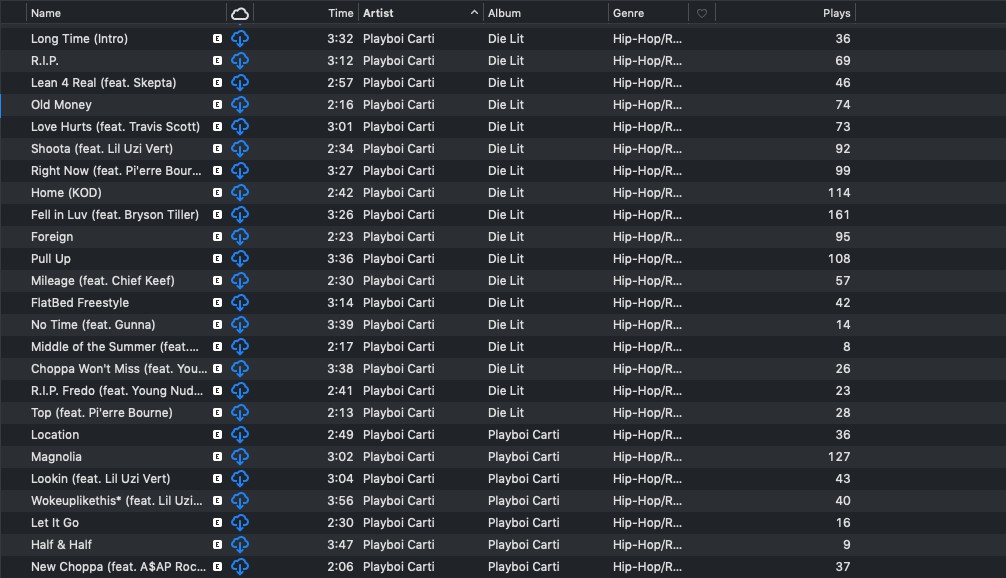 Name Time Artist Album Genre Plays
Long Time (Intro) E 3:32 Playboi Carti Die Lit Hip-Hop/R... 36
R.I.P. E 3:12 Playboi Carti Die Lit Hip-Hop/R... 69
Lean 4 Real (feat. Skepta) E 2:57 Playboi Carti Die Lit Hip-Hop/R... 46
Old Money E 2:16 Playboi Carti Die Lit Hip-Hop/R... 74
Love Hurts (feat. Travis Scott) E 3:01 Playboi Carti Die Lit Hip-Hop/R... 73
Shoota (feat. Lil Uzi Vert) E 2:34 Playboi Carti Die Lit Hip-Hop/R... 92
Right Now (feat. Pi'erre Bour... E 3:27 Playboi Carti Die Lit Hip-Hop/R... 99
Home (KOD) E 2:42 Playboi Carti Die Lit Hip-Hop/R... 114
Fell in Luv (feat. Bryson Tiller) E 3:26 Playboi Carti Die Lit Hip-Hop/R... 161
Foreign E 2:23 Playboi Carti Die Lit Hip-Hop/R... 95
Pull Up E 3:36 Playboi Carti Die Lit Hip-Hop/R... 108
Mileage (feat. Chief Keef) E 2:30 Playboi Carti Die Lit Hip-Hop/R... 57
FlatBed Freestyle E 3:14 Playboi Carti Die Lit Hip-Hop/R... 42
No Time (feat. Gunna) E 3:39 Playboi Carti Die Lit Hip-Hop/R... 14
Middle of the Summer (feat.... E 2:17 Playboi Carti Die Lit Hip-Hop/R... 8
Choppa Won't Miss (feat. You... E 3:38 Playboi Carti Die Lit Hip-Hop/R... 26
R.I.P. Fredo (feat. Young Nud... E 2:41 Playboi Carti Die Lit Hip-Hop/R... 23
Top (feat. Pi'erre Bourne) E 2:13 Playboi Carti Die Lit Hip-Hop/R... 28
Location E 2:49 Playboi Carti Playboi Carti Hip-Hop/R... 36
Magnolia E 3:02 Playboi Carti Playboi Carti Hip-Hop/R... 127
Lookin (feat. Lil Uzi Vert) E 3:04 Playboi Carti Playboi Carti Hip-Hop/R... 43
Wokeuplikethis* (feat. Lil Uzi... E 3:56 Playboi Carti Playboi Carti Hip-Hop/R... 40
Let It Go E 2:30 Playboi Carti Playboi Carti Hip-Hop/R... 16
Half & Half E 3:47 Playboi Carti Playboi Carti Hip-Hop/R... 9
New Choppa (feat. A$AP Roc... E 2:06 Playboi Carti Playboi Carti Hip-Hop/R... 37